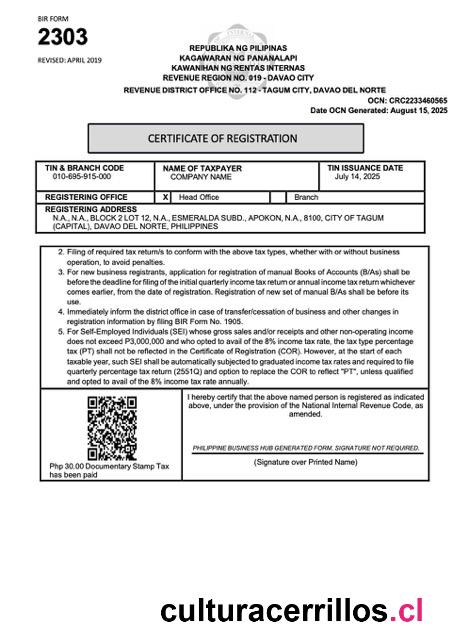 BIR FORM
2303
REVISED: APRIL 2019
REPUBLIKA NG PILIPINAS
KAGAWARAN NG PANANALAPI
KAWANIHAN NG RENTAS INTERNAS
REVENUE REGION NO. 019 - DAVAO CITY
REVENUE DISTRICT OFFICE NO. 112 - TAGUM CITY, DAVAO DEL NORTE
OCN: CRC2233460565
Date OCN Generated: August 15, 2025
CERTIFICATE OF REGISTRATION
TIN & BRANCH CODE
010-695-915-000
NAME OF TAXPAYER
COMPANY NAME
TIN ISSUANCE DATE
July 14, 2025
REGISTERING OFFICE X Head Office Branch
REGISTERING ADDRESS
N.A., N.A., BLOCK 2 LOT 12, N.A., ESMERALDA SUBD., APOKON, N.A., 8100, CITY OF TAGUM
(CAPITAL), DAVAO DEL NORTE, PHILIPPINES
2. Filing of required tax return/s to conform with the above tax types, whether with or without business
operation, to avoid penalties.
3. For new business registrants, application for registration of manual Books of Accounts (B/As) shall be
before the deadline for filing of the initial quarterly income tax return or annual income tax return whichever
comes earlier, from the date of registration. Registration of new set of manual B/As shall be before its
use.
4. Immediately inform the district office in case of transfer/cessation of business and other changes in
registration information by filing BIR Form No. 1905.
5. For Self-Employed Individuals (SEI) whose gross sales and/or receipts and other non-operating income
does not exceed P3,000,000 and who opted to avail of the 8% income tax rate, the tax type percentage
tax (PT) shall not be reflected in the Certificate of Registration (COR). However, at the start of each
taxable year, such SEI shall be automatically subjected to graduated income tax rates and required to file
quarterly percentage tax return (2551Q) and option to replace the COR to reflect "PT", unless qualified
and opted to avail of the 8% income tax rate annually.
Php 30.00 Documentary Stamp Tax
has been paid
I hereby certify that the above named person is registered as indicated
above, under the provision of the National Internal Revenue Code, as
amended.
PHILIPPINE BUSINESS HUB GENERATED FORM. SIGNATURE NOT REQUIRED.
(Signature over Printed Name)
culturacerrillos.cl